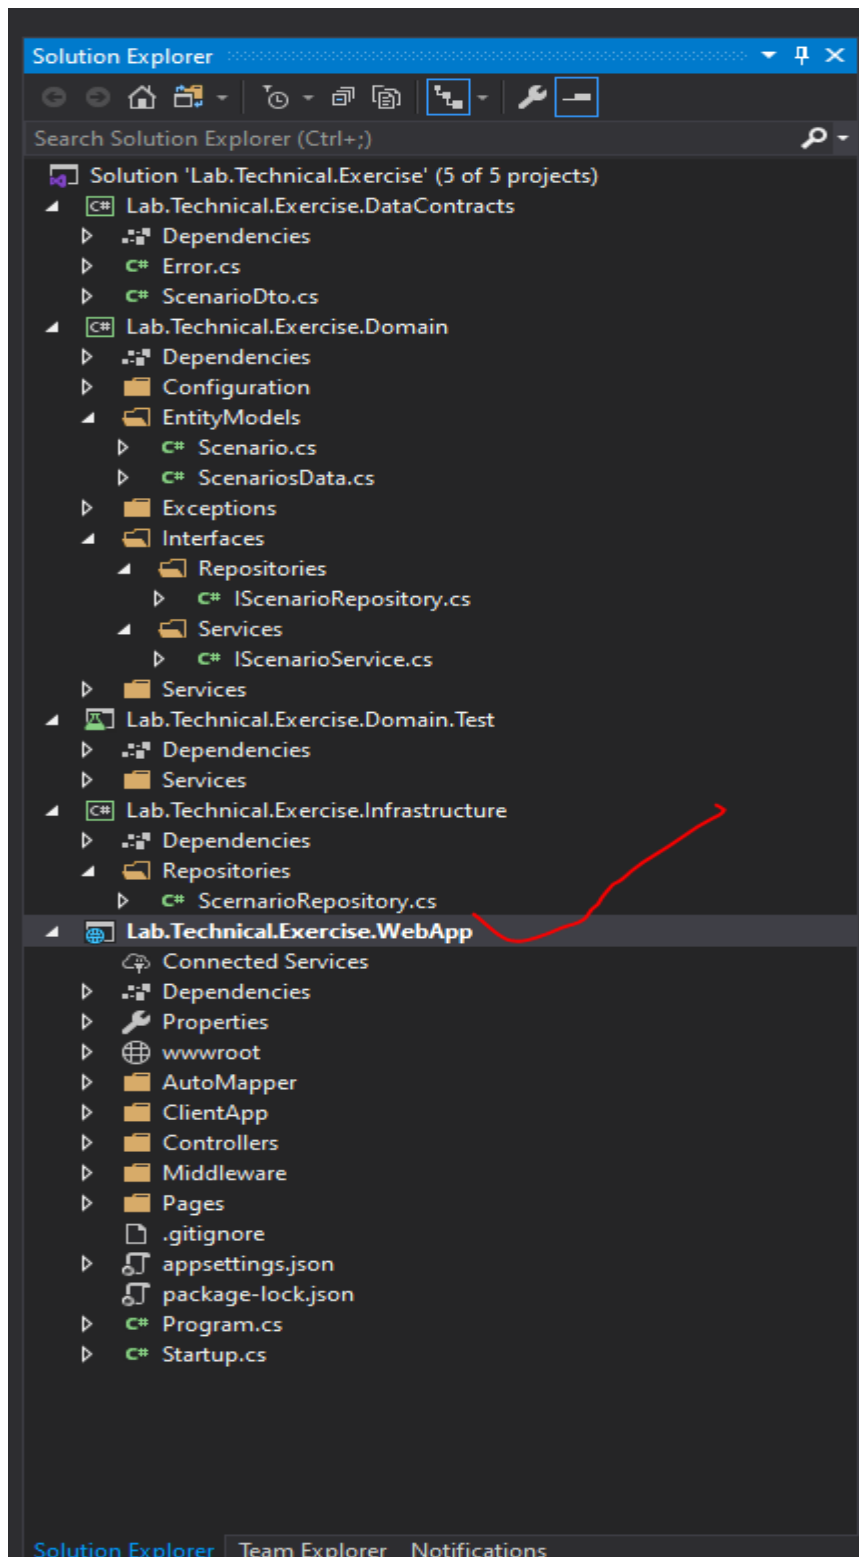 Solution Explorer
Search Solution Explorer (Ctrl+;)
Solution 'Lab.Technical.Exercise' (5 of 5 projects)
C# Lab.Technical.Exercise.DataContracts
Dependencies
C# Error.cs
C# ScenarioDto.cs
C# Lab.Technical.Exercise.Domain
Dependencies
Configuration
EntityModels
C# Scenario.cs
C# ScenariosData.cs
Exceptions
Interfaces
Repositories
C# IScenarioRepository.cs
Services
C# IScenarioService.cs
Services
Lab.Technical.Exercise.Domain.Test
Dependencies
Services
C# Lab.Technical.Exercise.Infrastructure
Dependencies
Repositories
C# ScernarioRepository.cs
Lab.Technical.Exercise.WebApp
Connected Services
Dependencies
Properties
wwwroot
AutoMapper
ClientApp
Controllers
Middleware
Pages
.gitignore
appsettings.json
package-lock.json
C# Program.cs
C# Startup.cs
Solution Explorer Team Explorer Notifications